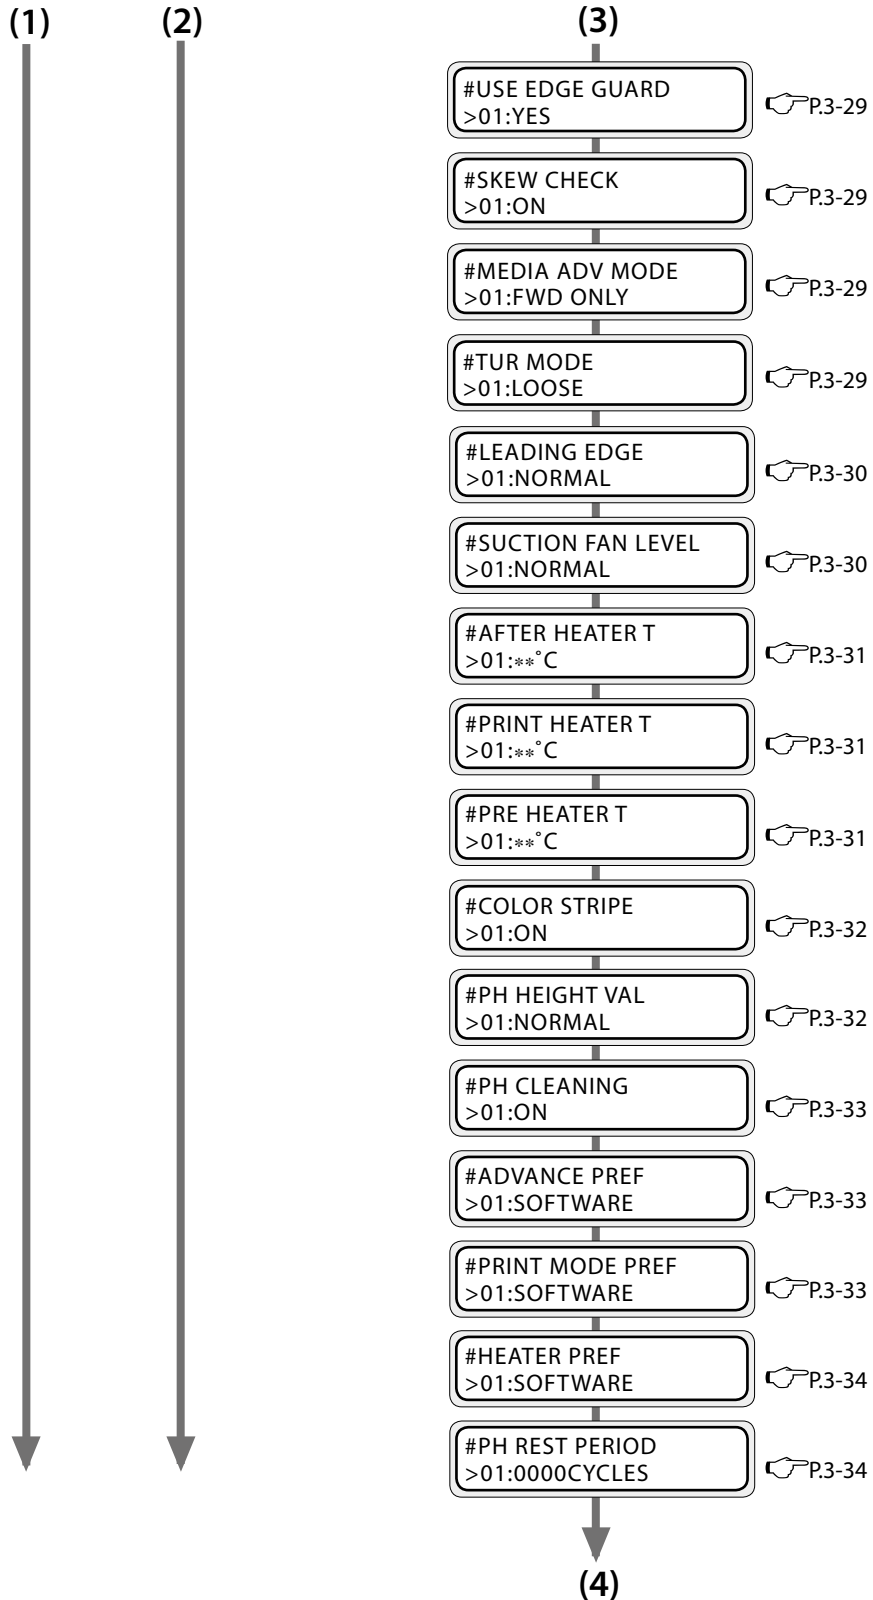 (1) (2) (3)
#USE EDGE GUARD
>01:YES
P.3-29
#SKEW CHECK
>01:ON
P.3-29
#MEDIA ADV MODE
>01:FWD ONLY
P.3-29
#TUR MODE
>01:LOOSE
P.3-29
#LEADING EDGE
>01:NORMAL
P.3-30
#SUCTION FAN LEVEL
>01:NORMAL
P.3-30
#AFTER HEATER T
>01:**˚C
P.3-31
#PRINT HEATER T
>01:**˚C
P.3-31
#PRE HEATER T
>01:**˚C
P.3-31
#COLOR STRIPE
>01:ON
P.3-32
#PH HEIGHT VAL
>01:NORMAL
P.3-32
#PH CLEANING
>01:ON
P.3-33
#ADVANCE PREF
>01:SOFTWARE
P.3-33
#PRINT MODE PREF
>01:SOFTWARE
P.3-33
#HEATER PREF
>01:SOFTWARE
P.3-34
#PH REST PERIOD
>01:0000CYCLES
P.3-34
(4)